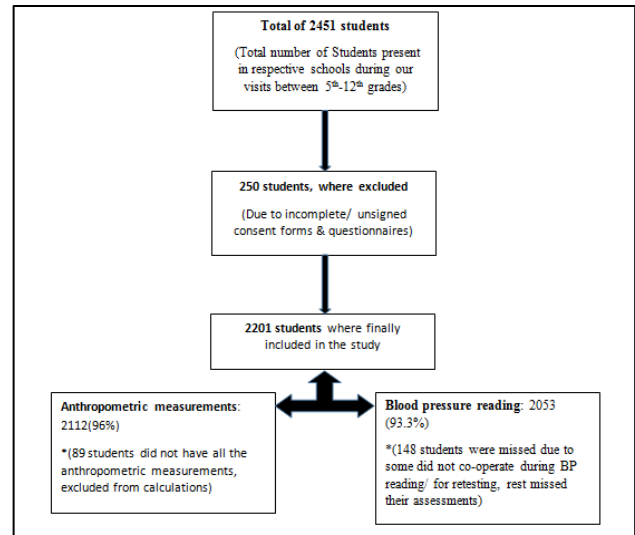 Total of 2451 students
(Total number of Students present
in respective schools during our
visits between 5th-12th grades)
250 students, where excluded
(Due to incomplete/ unsigned
consent forms & questionnaires)
2201 students where finally
included in the study
Anthropometric measurements:
2112(96%)
*(89 students did not have all the
anthropometric measurements,
excluded from calculations)
Blood pressure reading: 2053
(93.3%)
*(148 students were missed due to
some did not co-operate during BP
reading/ for retesting, rest missed
their assessments)